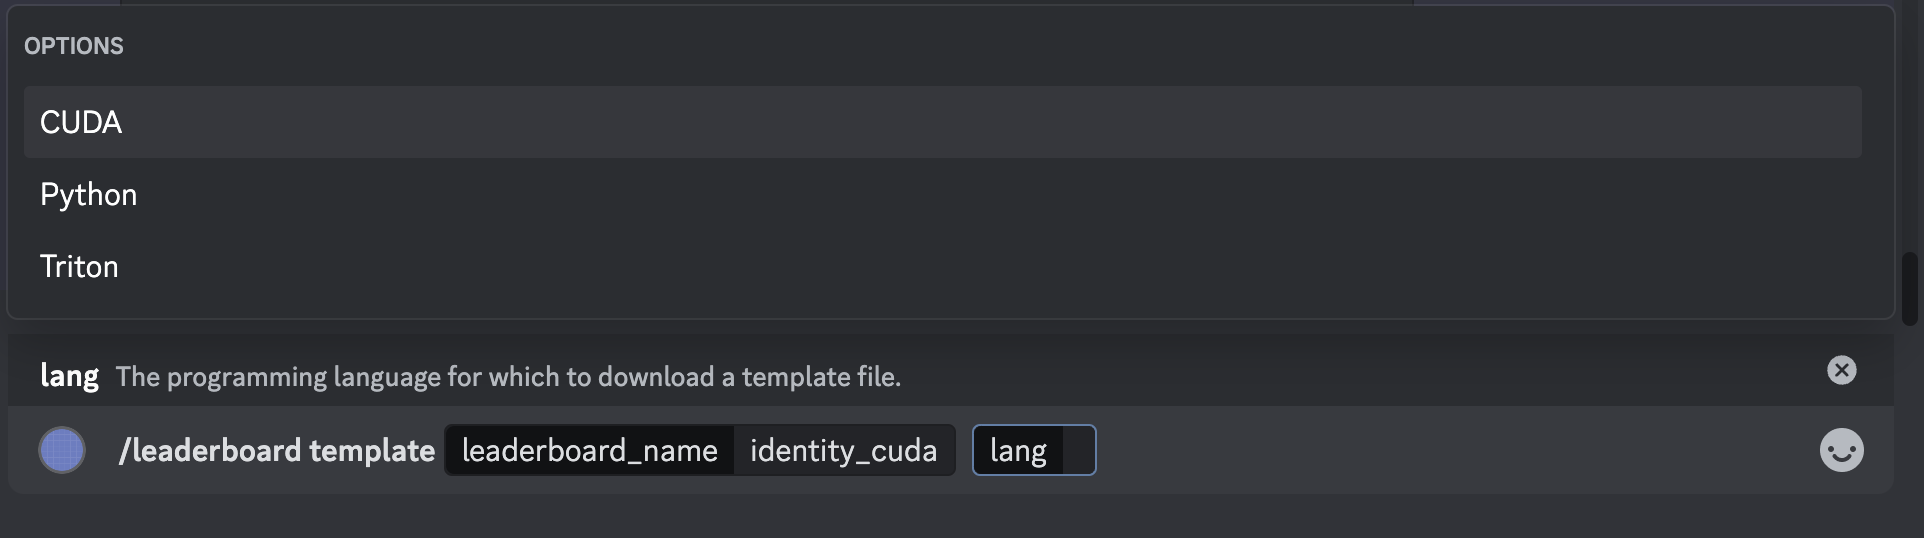 OPTIONS
CUDA
Python
Triton
lang The programming language for which to download a template file.
/leaderboard template leaderboard_name identity_cuda lang